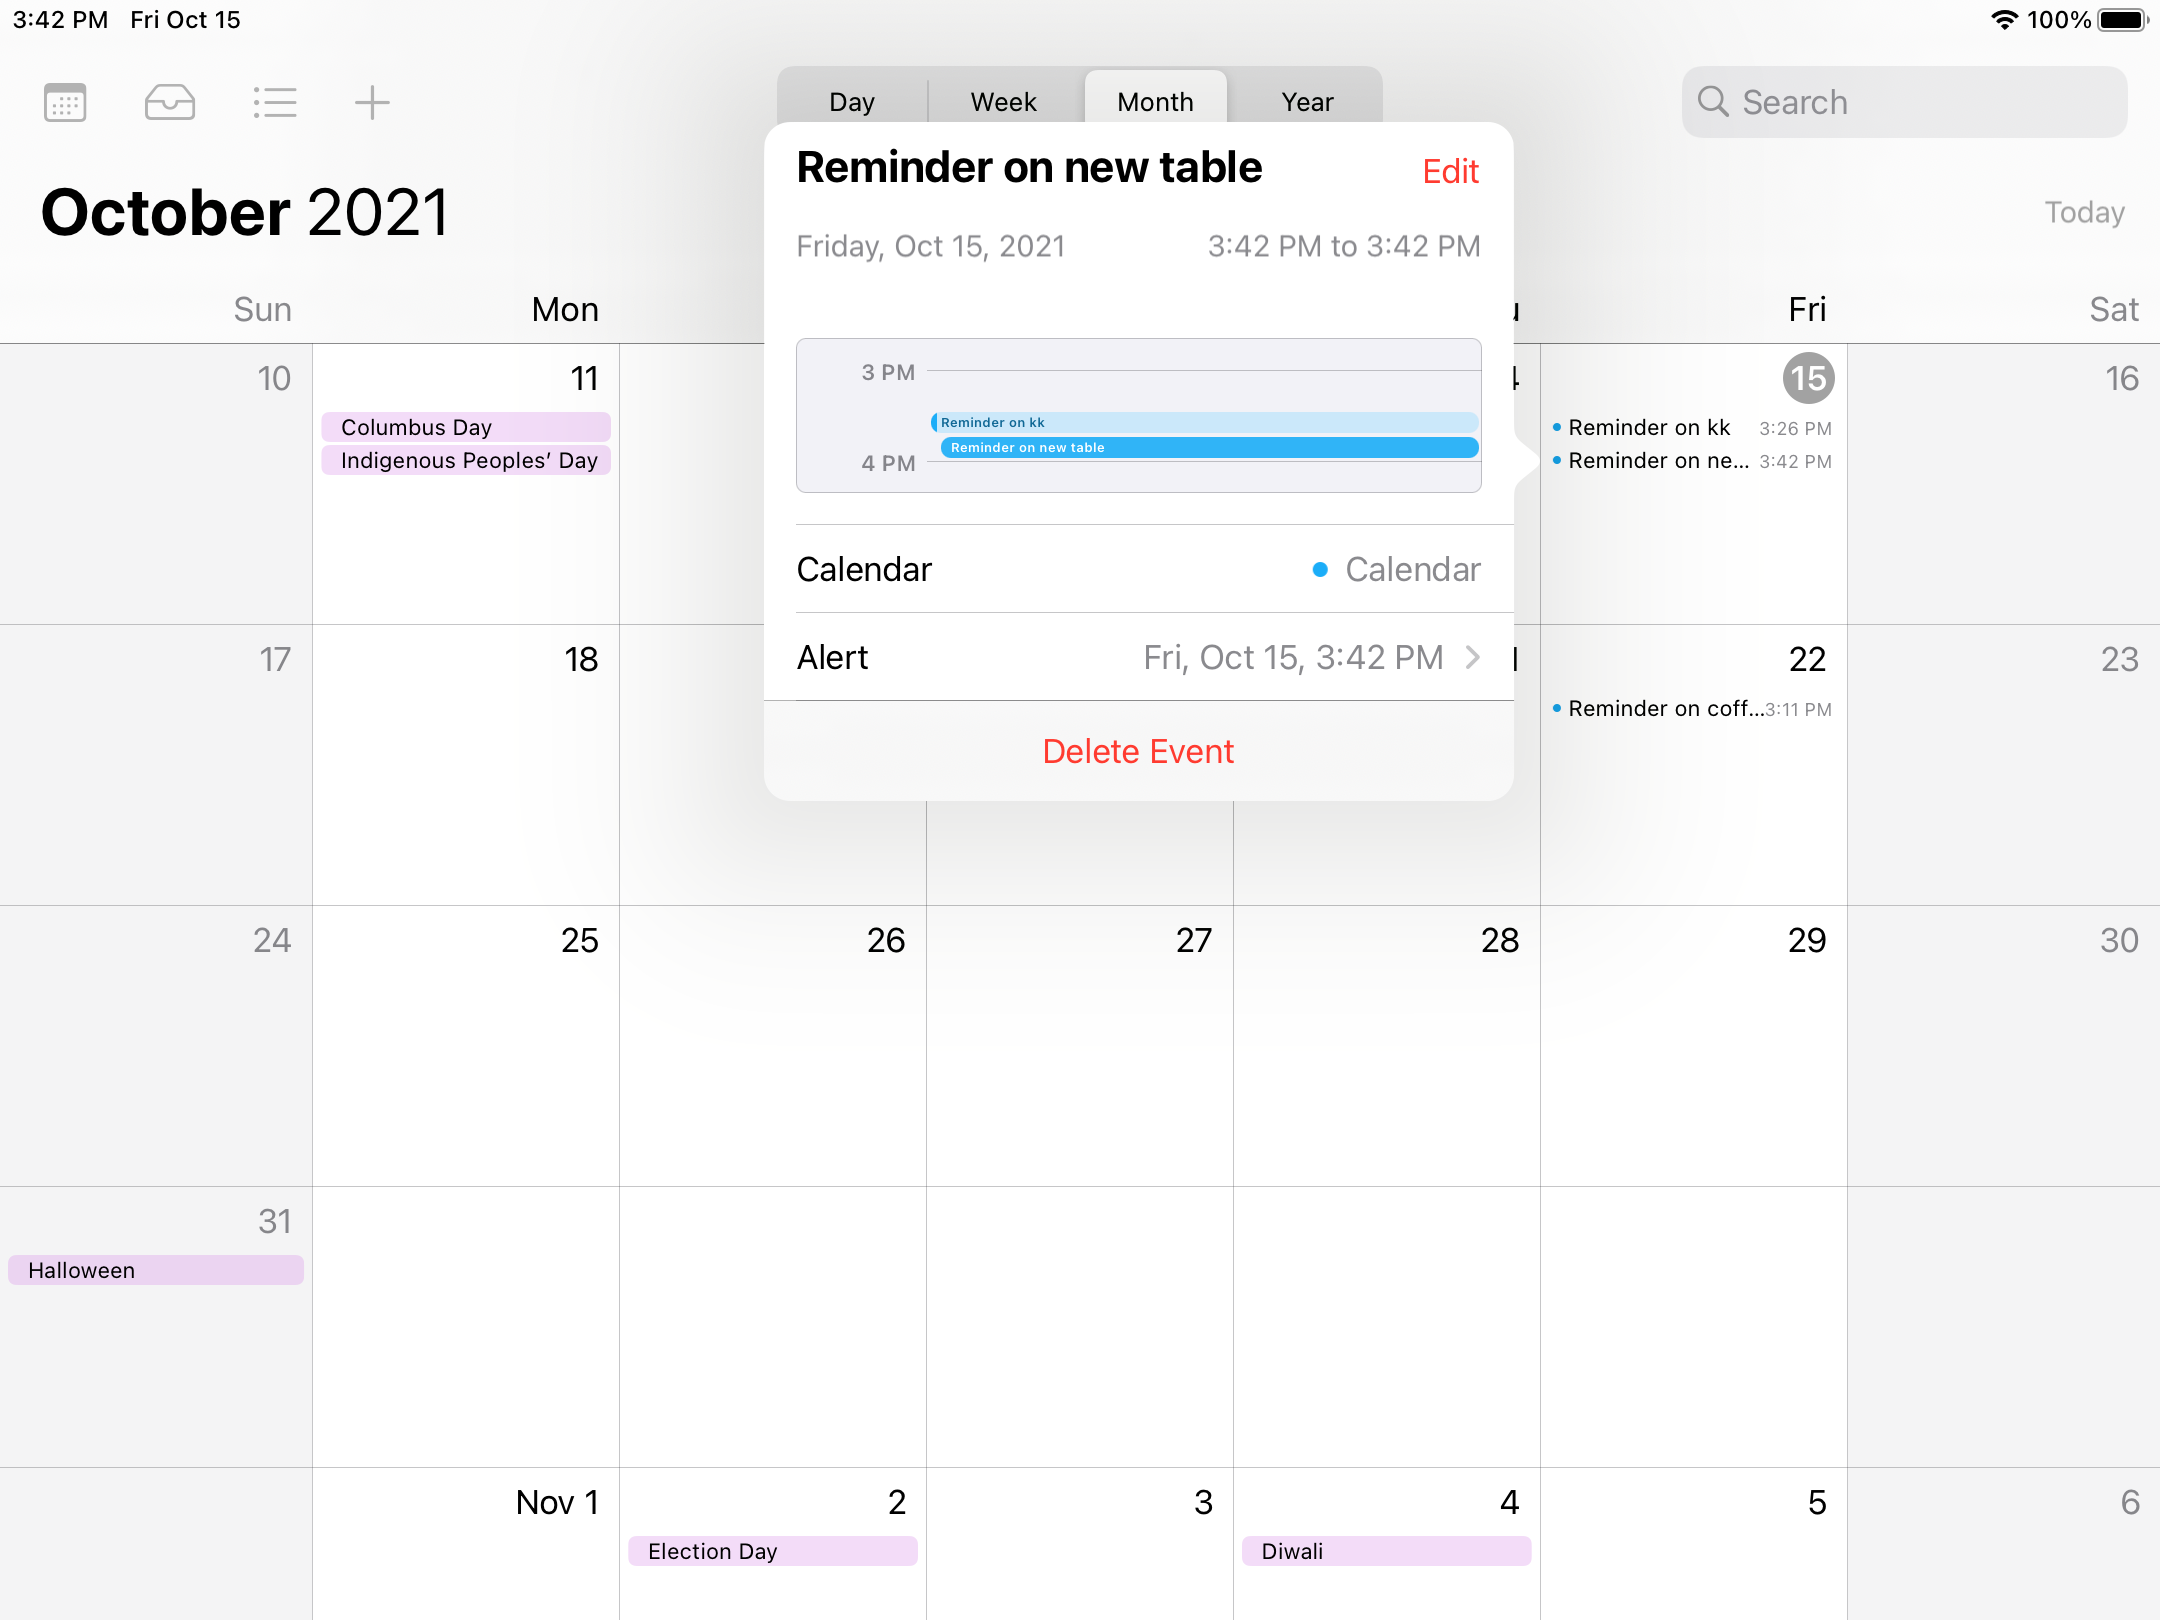 3:42 PM Fri Oct 15 100%
Day Week Month Year
Search
Reminder on new table Edit
October 2021
Today
Friday, Oct 15, 2021 3:42 PM to 3:42 PM
Sun Mon Fri Sat
3 PM
Reminder on kk
Reminder on new table
4 PM
10 11 15 16
Columbus Day
Indigenous Peoples’ Day
Reminder on kk 3:26 PM
Reminder on ne... 3:42 PM
Calendar Calendar
Alert Fri, Oct 15, 3:42 PM
Delete Event
17 18 22 23
Reminder on coff...3:11 PM
24 25 26 27 28 29 30
31
Halloween
Nov 1 2 3 4 5 6
Election Day
Diwali